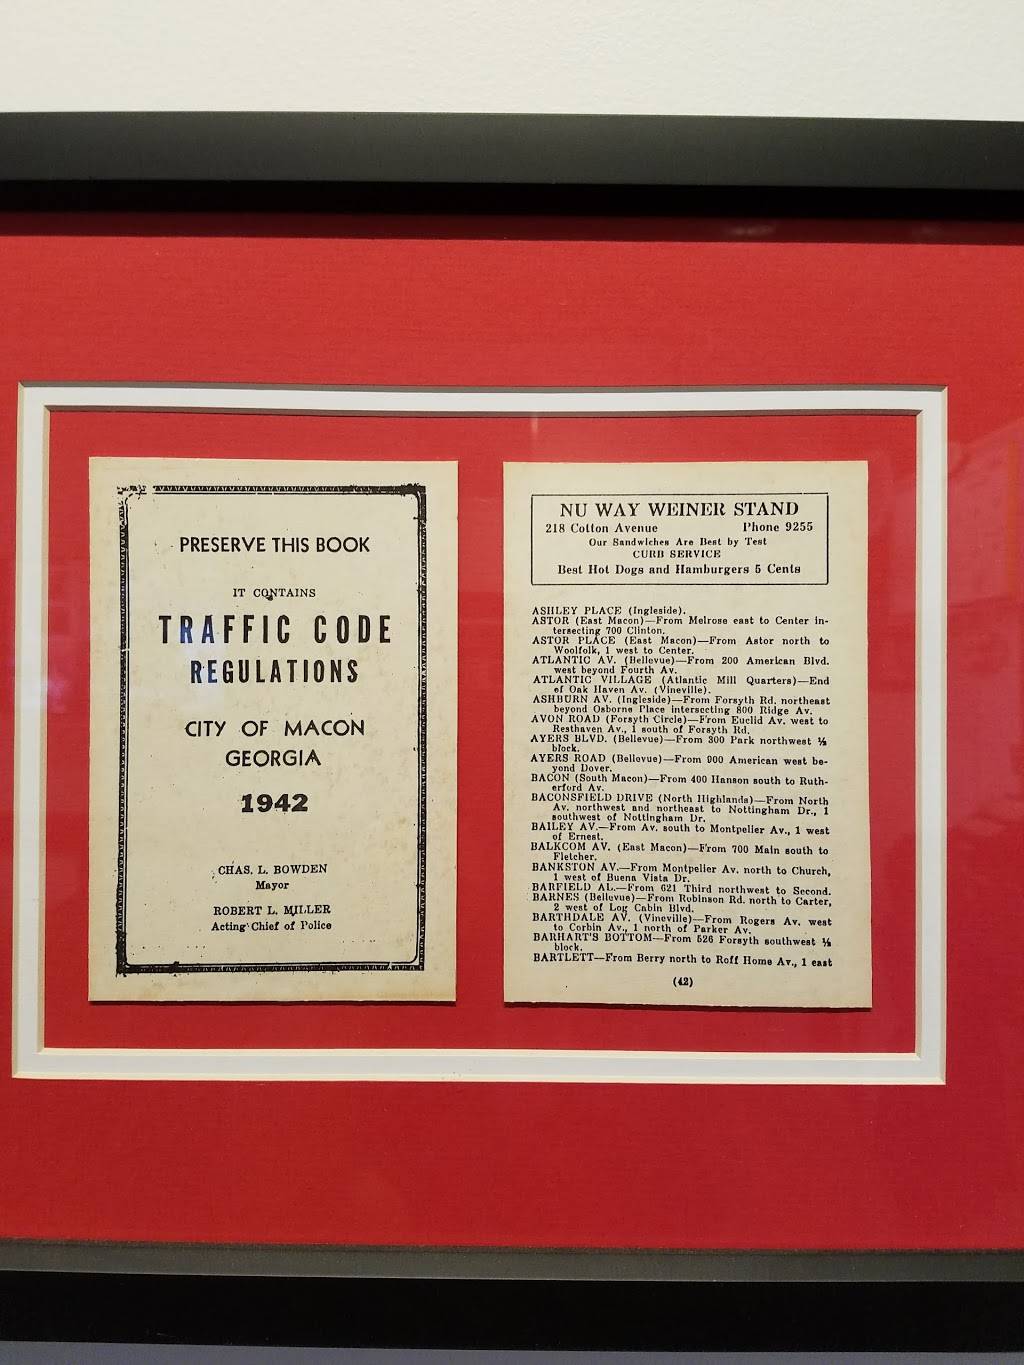 PRESERVE THIS BOOK
IT CONTAINS
TRAFFIC CODE
REGULATIONS
CITY OF MACON
GEORGIA
1942
CHAS. L. BOWDEN
Mayor
ROBERT L. MILLER
Acting Chief of Police
NU WAY WEINER STAND
218 Cotton Avenue Phone 9255
Our Sandwiches Are Best by Test
CURB SERVICE
Best Hot Dogs and Hamburgers 5 Cents
ASHLEY PLACE (Ingleside).
ASTOR (East Macon)—From Melrose east to Center in-
tersecting 700 Clinton.
ASTOR PLACE (East Macon)—From Astor north to
Woolfolk, 1 west to Center.
ATLANTIC AV. (Bellevue)—From 200 American Blvd.
west beyond Fourth Av.
ATLANTIC VILLAGE (Atlantic Mill Quarters)—End
of Oak Haven Av. (Vineville).
ASHBURN AV. (Ingleside)—From Forsyth Rd. northeast
beyond Osborne Place intersecting 800 Ridge Av.
AVON ROAD (Forsyth Circle)—From Euclid Av. west to
Resthaven Av., 1 south of Forsyth Rd.
AYERS BLVD. (Bellevue)—From 300 Park northwest ½
block.
AYERS ROAD (Bellevue)—From 900 American west be-
yond Dover.
BACON (South Macon)—From 400 Hanson south to Ruth-
erford Av.
BACONSFIELD DRIVE (North Highlands)—From North
Av. northwest and northeast to Nottingham Dr., 1
southwest of Nottingham Dr.
BAILEY AV.—From Av. south to Montpelier Av., 1 west
of Ernest.
BALKCOM AV. (East Macon)—From 700 Main south to
Fletcher.
BANKSTON AV.—From Montpelier Av. north to Church,
1 west of Buena Vista Dr.
BARFIELD AL.—From 621 Third northwest to Second.
BARNES (Bellevue)—From Robinson Rd. north to Carter,
2 west of Log Cabin Blvd.
BARTHDALE AV. (Vineville)—From Rogers Av. west
to Corbin Av., 1 north of Parker Av.
BARHART'S BOTTOM—From 526 Forsyth southwest ½
block.
BARTLETT—From Berry north to Roff Home Av., 1 east
(42)